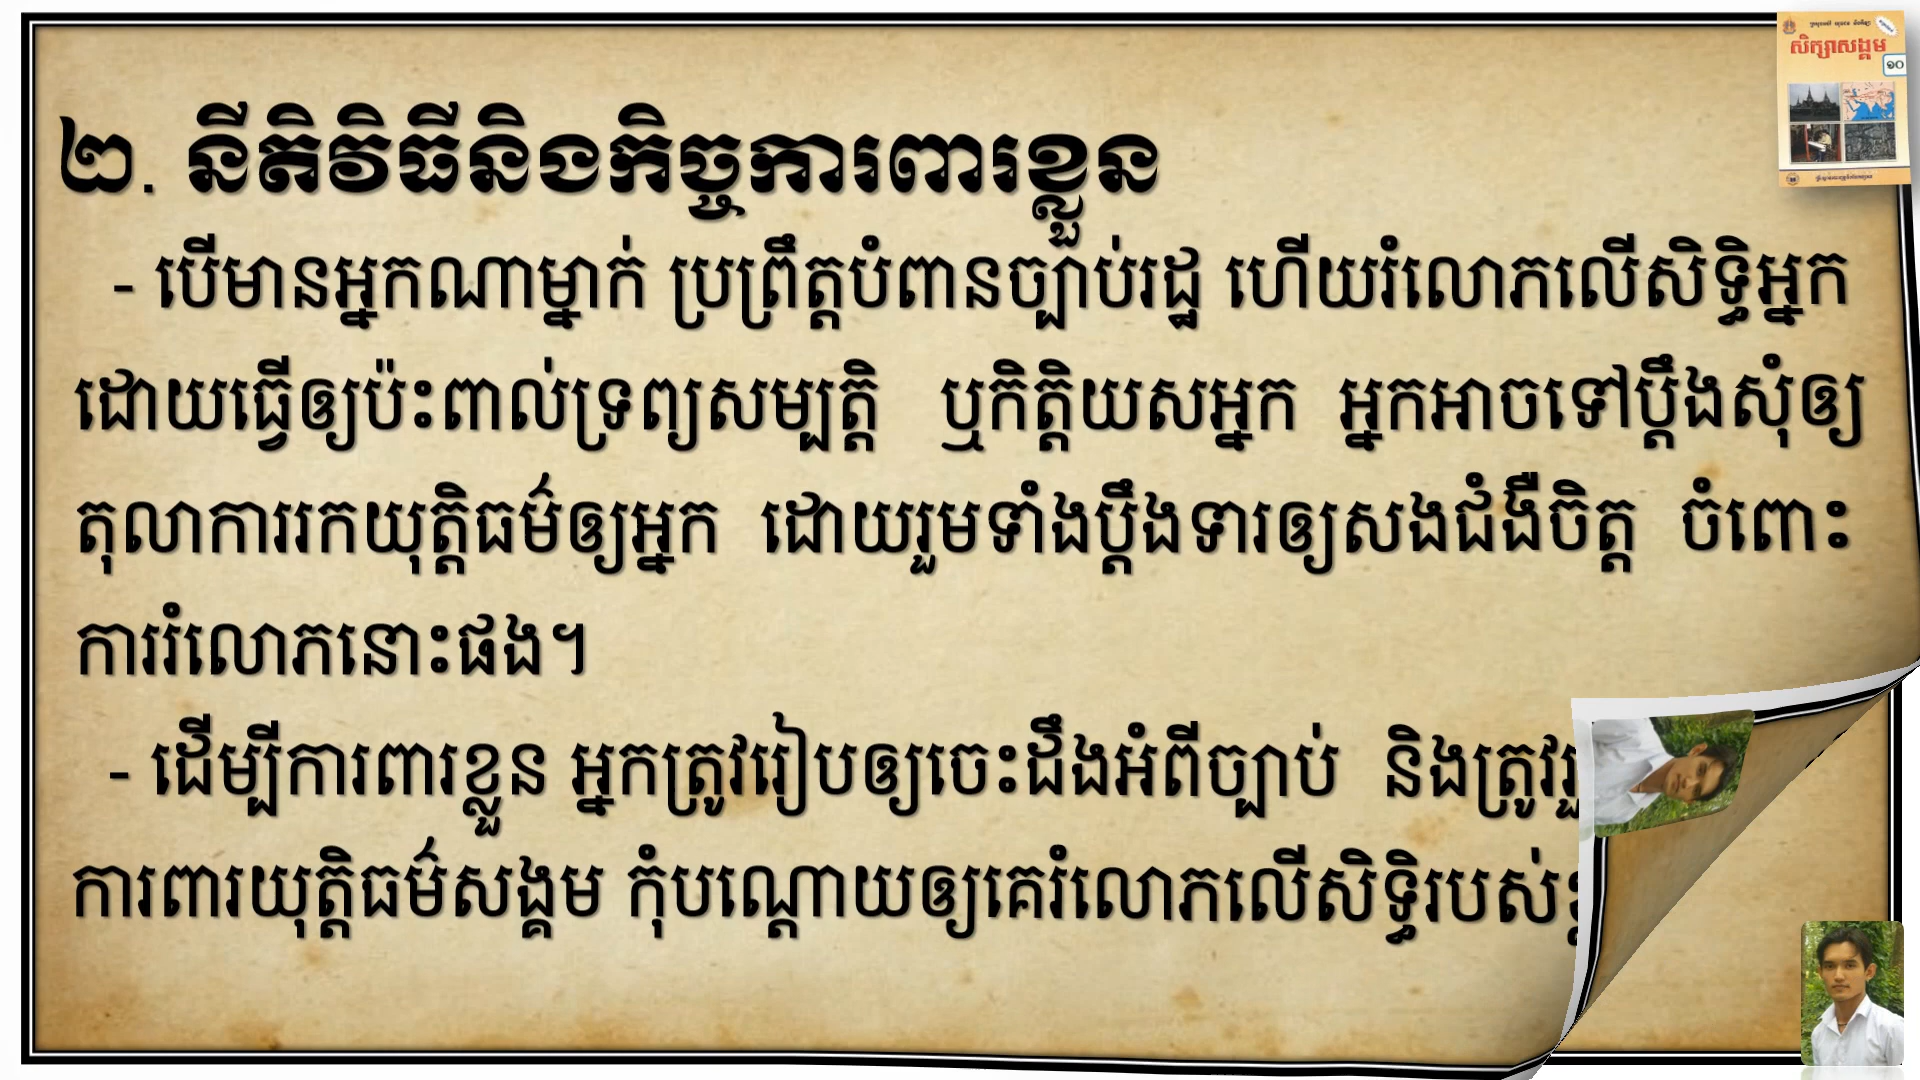 សិក្សាសង្គម
១០
២. នីតិវិធីនិងកិច្ចការពារខ្លួន
- បើមានអ្នកណាម្នាក់ ប្រព្រឹត្តបំពានច្បាប់រដ្ឋ ហើយរំលោភលើសិទ្ធិអ្នក
ដោយធ្វើឲ្យប៉ះពាល់ទ្រព្យសម្បត្តិ ឬកិត្តិយសអ្នក អ្នកអាចទៅប្តឹងសុំឲ្យ
តុលាការរកយុត្តិធម៌ឲ្យអ្នក ដោយរួមទាំងប្តឹងទារឲ្យសងជំងឺចិត្ត ចំពោះ
ការរំលោភនោះផង។
- ដើម្បីការពារខ្លួន អ្នកត្រូវរៀបឲ្យចេះដឹងអំពីច្បាប់ និងត្រូវ
ការពារយុត្តិធម៌សង្គម កុំបណ្តោយឲ្យគេរំលោភលើសិទ្ធិរបស់